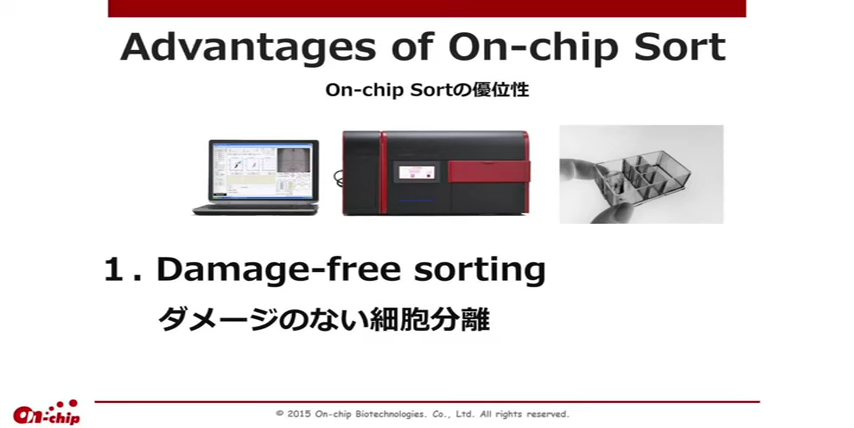 Advantages of On-chip Sort
On-chip Sortの優位性
1. Damage-free sorting
ダメージのない細胞分離
On-chip
© 2015 On-chip Biotechnologies. Co., Ltd. All rights reserved.